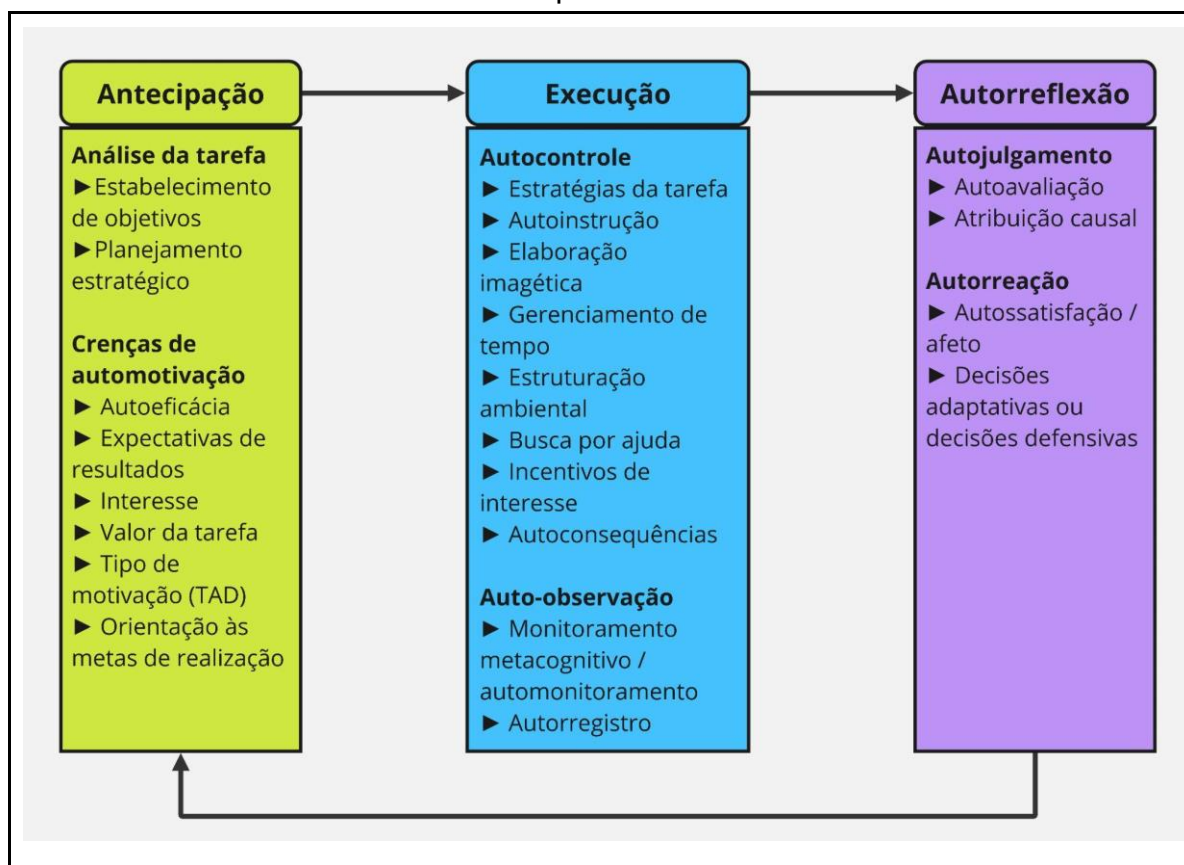 Antecipação
Análise da tarefa
►Estabelecimento
de objetivos
►Planejamento
estratégico
Crenças de
automotivação
► Autoeficácia
► Expectativas de
resultados
► Interesse
► Valor da tarefa
► Tipo de
motivação (TAD)
► Orientação às
metas de realização
Execução
Autocontrole
► Estratégias da tarefa
► Autoinstrução
► Elaboração
imagética
► Gerenciamento de
tempo
► Estruturação
ambiental
► Busca por ajuda
► Incentivos de
interesse
► Autoconsequências
Auto-observação
► Monitoramento
metacognitivo /
automonitoramento
► Autorregistro
Autorreflexão
Autojulgamento
► Autoavaliação
► Atribuição causal
Autorreação
► Autossatisfação /
afeto
► Decisões
adaptativas ou
decisões defensivas